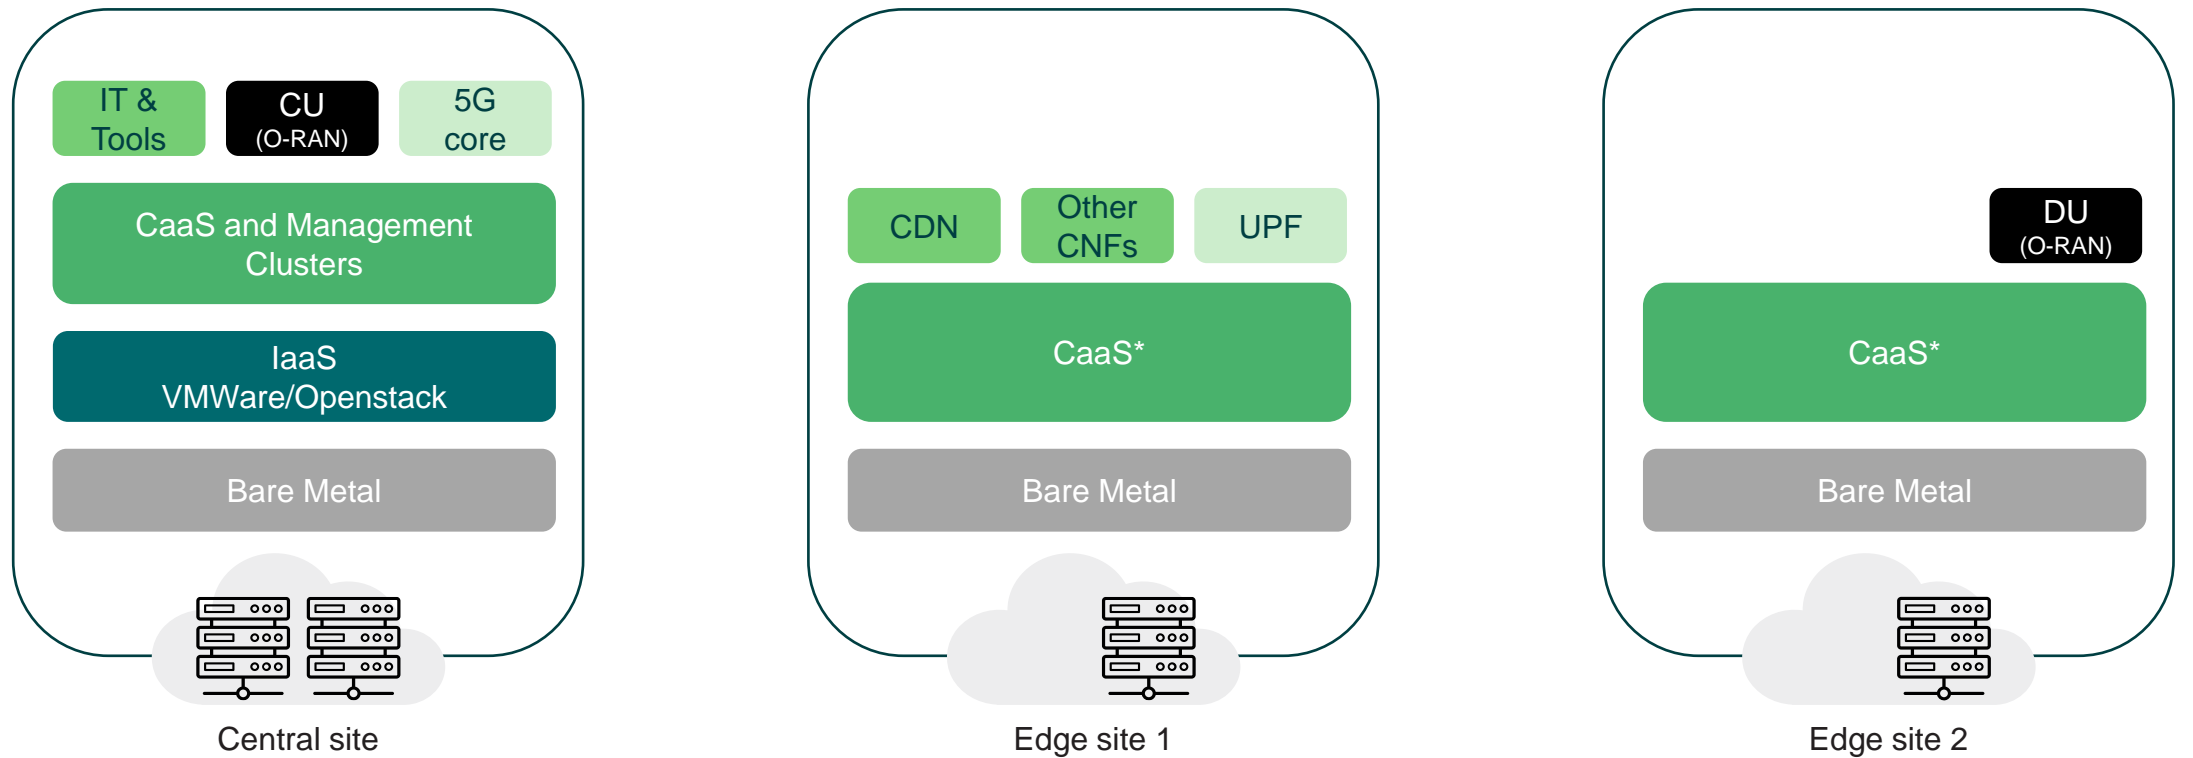 IT &
Tools
CU
(O-RAN)
5G
core
CaaS and Management
Clusters
IaaS
VMWare/Openstack
Bare Metal
Central site
CDN
Other
CNFs
UPF
CaaS*
Bare Metal
Edge site 1
DU
(O-RAN)
CaaS*
Bare Metal
Edge site 2